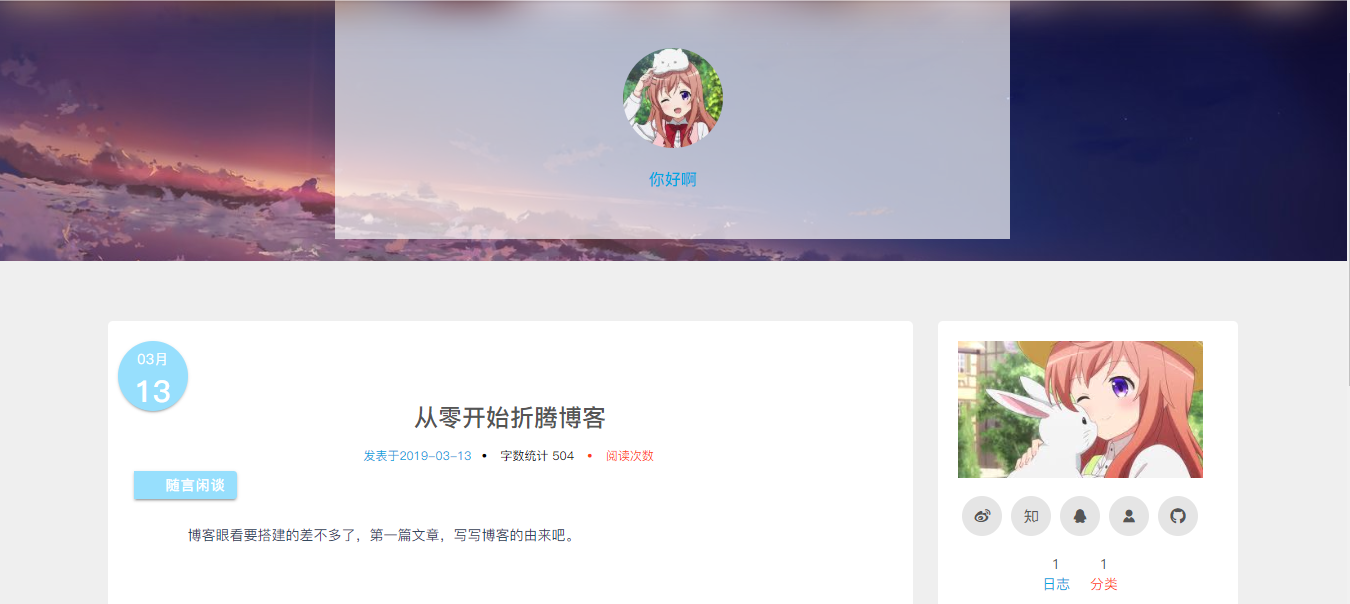 你好啊
03月
13
从零开始折腾博客
发表于2019-03-13 • 字数统计 504 • 阅读次数
随言闲谈
博客眼看要搭建的差不多了，第一篇文章，写写博客的由来吧。
知
1 1
日志 分类